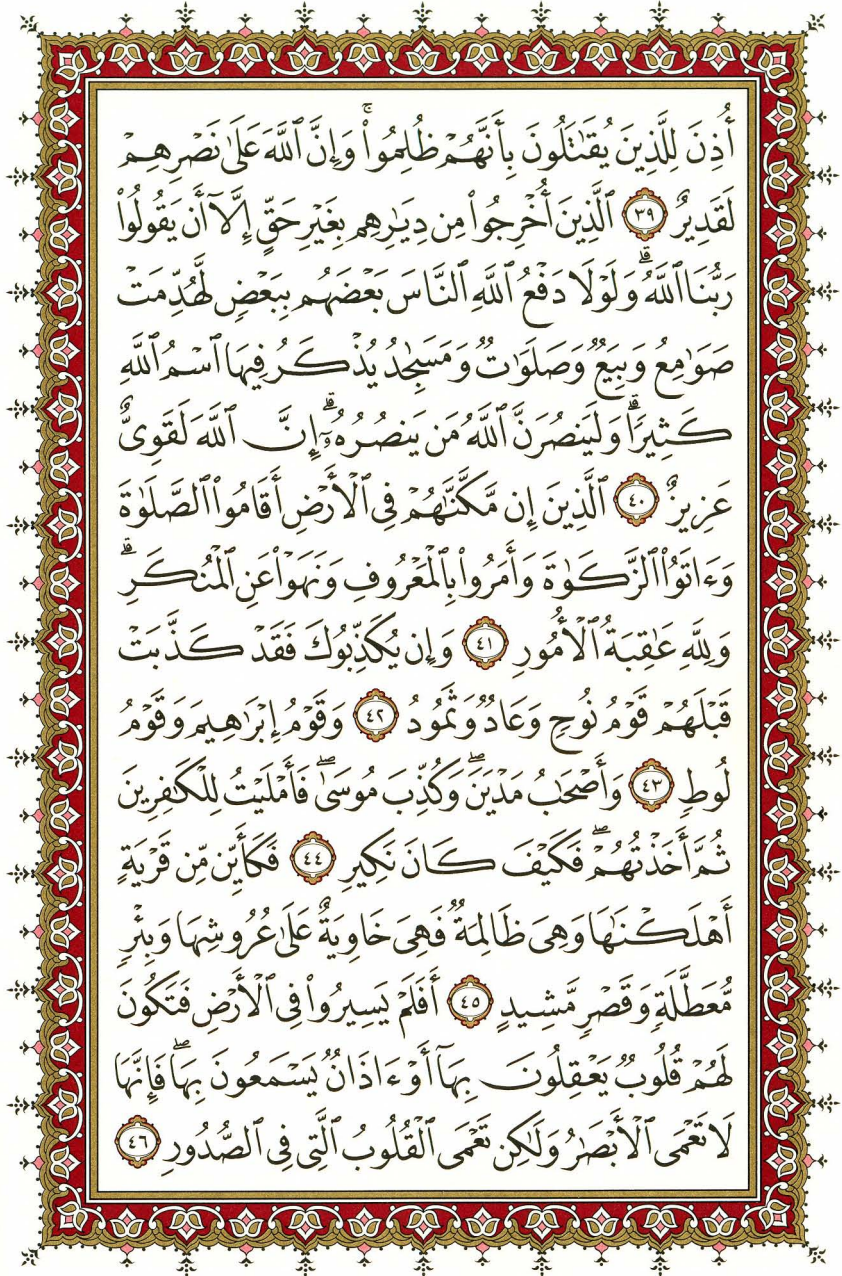 أُذِنَ لِلَّذِينَ يُقَٰتَلُونَ بِأَنَّهُمۡ ظُلِمُواْۚ وَإِنَّ ٱللَّهَ عَلَىٰ نَصۡرِهِمۡ
لَقَدِيرٌ ٣٩ ٱلَّذِينَ أُخۡرِجُواْ مِن دِيَٰرِهِم بِغَيۡرِ حَقٍّ إِلَّآ أَن يَقُولُواْ
رَبُّنَا ٱللَّهُۗ وَلَوۡلَا دَفۡعُ ٱللَّهِ ٱلنَّاسَ بَعۡضَهُم بِبَعۡضٖ لَّهُدِّمَتۡ
صَوَٰمِعُ وَبِيَعٞ وَصَلَوَٰتٞ وَمَسَٰجِدُ يُذۡكَرُ فِيهَا ٱسۡمُ ٱللَّهِ
كَثِيرٗاۗ وَلَيَنصُرَنَّ ٱللَّهُ مَن يَنصُرُهُۥٓۗ إِنَّ ٱللَّهَ لَقَوِيٌّ
عَزِيزٌ ٤٠ ٱلَّذِينَ إِن مَّكَّنَّٰهُمۡ فِي ٱلۡأَرۡضِ أَقَامُواْ ٱلصَّلَوٰةَ
وَءَاتَوُاْ ٱلزَّكَوٰةَ وَأَمَرُواْ بِٱلۡمَعۡرُوفِ وَنَهَوۡاْ عَنِ ٱلۡمُنكَرِۗ
وَلِلَّهِ عَٰقِبَةُ ٱلۡأُمُورِ ٤١ وَإِن يُكَذِّبُوكَ فَقَدۡ كَذَّبَتۡ
قَبۡلَهُمۡ قَوۡمُ نُوحٖ وَعَادٞ وَثَمُودُ ٤٢ وَقَوۡمُ إِبۡرَٰهِيمَ وَقَوۡمُ
لُوطٖ ٤٣ وَأَصۡحَٰبُ مَدۡيَنَۖ وَكُذِّبَ مُوسَىٰۖ فَأَمۡلَيۡتُ لِلۡكَٰفِرِينَ
ثُمَّ أَخَذۡتُهُمۡۖ فَكَيۡفَ كَانَ نَكِيرِ ٤٤ فَكَأَيِّن مِّن قَرۡيَةٍ
أَهۡلَكۡنَٰهَا وَهِيَ ظَالِمَةٞ فَهِيَ خَاوِيَةٌ عَلَىٰ عُرُوشِهَا وَبِئۡرٖ
مُّعَطَّلَةٖ وَقَصۡرٖ مَّشِيدٍ ٤٥ أَفَلَمۡ يَسِيرُواْ فِي ٱلۡأَرۡضِ فَتَكُونَ
لَهُمۡ قُلُوبٞ يَعۡقِلُونَ بِهَآ أَوۡ ءَاذَانٞ يَسۡمَعُونَ بِهَاۖ فَإِنَّهَا
لَا تَعۡمَى ٱلۡأَبۡصَٰرُ وَلَٰكِن تَعۡمَى ٱلۡقُلُوبُ ٱلَّتِي فِي ٱلصُّدُورِ ٤٦